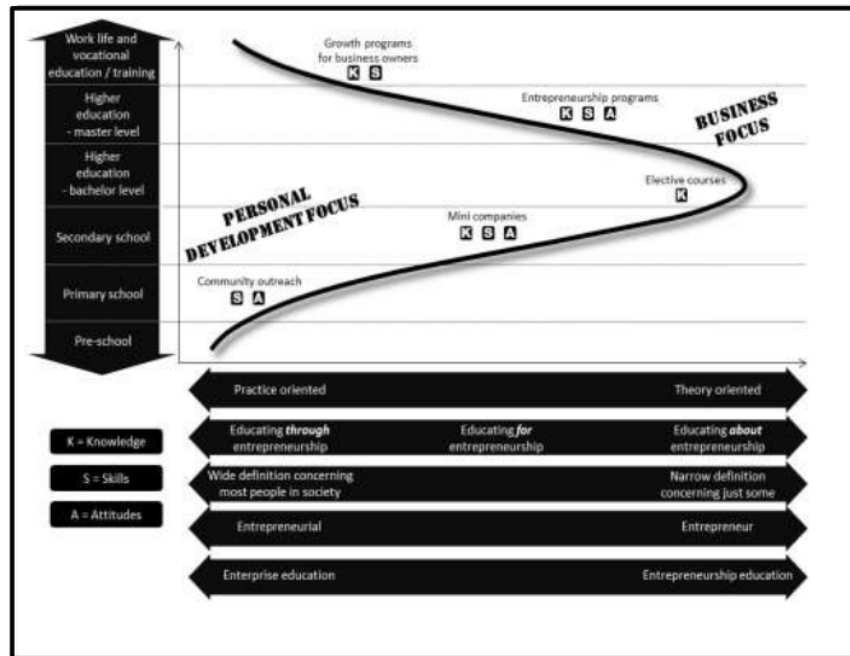 Work life and
vocational
education / training
Higher
education
- master level
Higher
education
- bachelor level
Secondary school
Primary school
Pre-school
Growth programs
for business owners
K S
Entrepreneurship programs
K S A
BUSINESS
FOCUS
Elective courses
K
PERSONAL
DEVELOPMENT FOCUS
Mini companies
K S A
Community outreach
S A
Practice oriented
Theory oriented
Educating through
entrepreneurship
Educating for
entrepreneurship
Educating about
entrepreneurship
Wide definition concerning
most people in society
Narrow definition
concerning just some
Entrepreneurial
Entrepreneur
Enterprise education
Entrepreneurship education
K = Knowledge
S = Skills
A = Attitudes